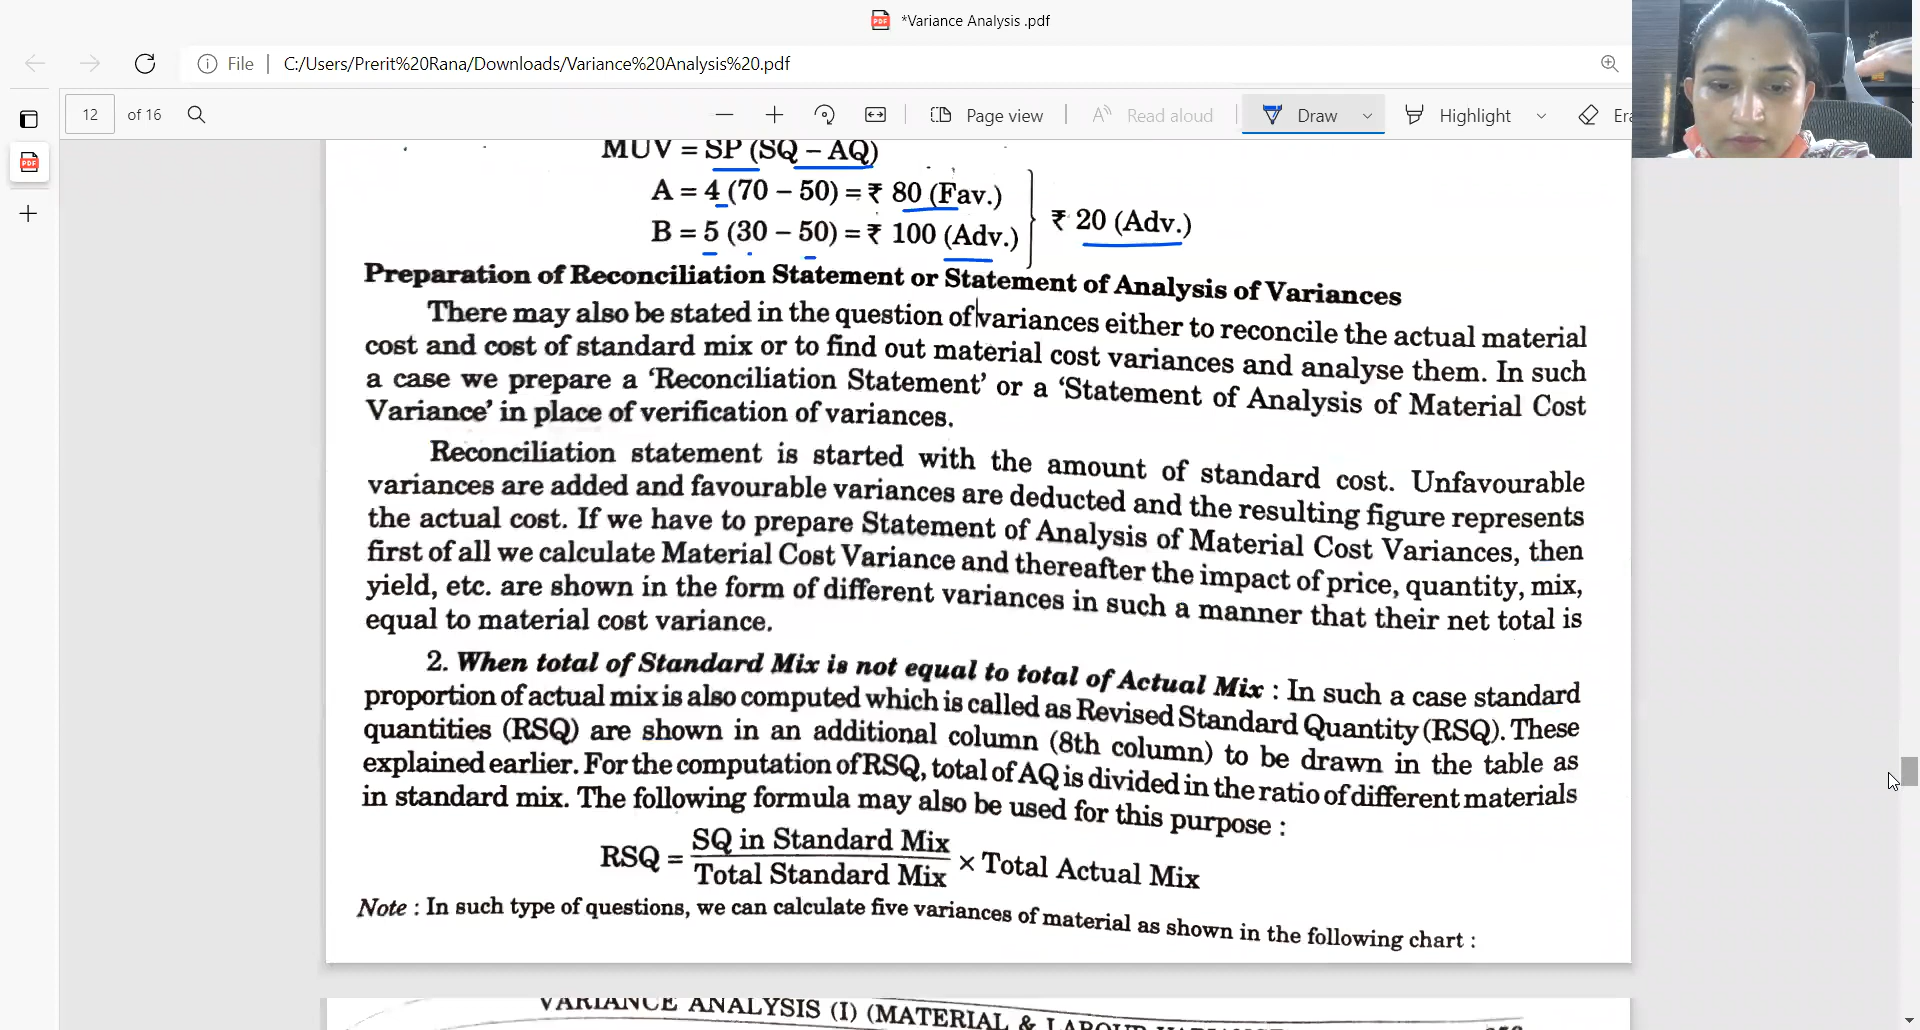 *Variance Analysis .pdf
File | C:/Users/Prerit%20Rana/Downloads/Variance%20Analysis%20.pdf
12 of 16
Page view
Read aloud
Draw
Highlight
MUV = SP (SQ – AQ)
A = 4 (70 – 50) = ₹ 80 (Fav.)
B = 5 (30 – 50) = ₹ 100 (Adv.)
₹ 20 (Adv.)
Preparation of Reconciliation Statement or Statement of Analysis of Variances
There may also be stated in the question of variances either to reconcile the actual material
cost and cost of standard mix or to find out material cost variances and analyse them. In such
a case we prepare a ‘Reconciliation Statement’ or a ‘Statement of Analysis of Material Cost
Variance’ in place of verification of variances.
Reconciliation statement is started with the amount of standard cost. Unfavourable
variances are added and favourable variances are deducted and the resulting figure represents
the actual cost. If we have to prepare Statement of Analysis of Material Cost Variances, then
first of all we calculate Material Cost Variance and thereafter the impact of price, quantity, mix,
yield, etc. are shown in the form of different variances in such a manner that their net total is
equal to material cost variance.
2. When total of Standard Mix is not equal to total of Actual Mix : In such a case standard
proportion of actual mix is also computed which is called as Revised Standard Quantity (RSQ). These
quantities (RSQ) are shown in an additional column (8th column) to be drawn in the table as
explained earlier. For the computation of RSQ, total of AQ is divided in the ratio of different materials
in standard mix. The following formula may also be used for this purpose :
RSQ = SQ in Standard Mix
Total Standard Mix × Total Actual Mix
Note : In such type of questions, we can calculate five variances of material as shown in the following chart :
VARIANCE ANALYSIS (I) (MATERIAL & LABOUR